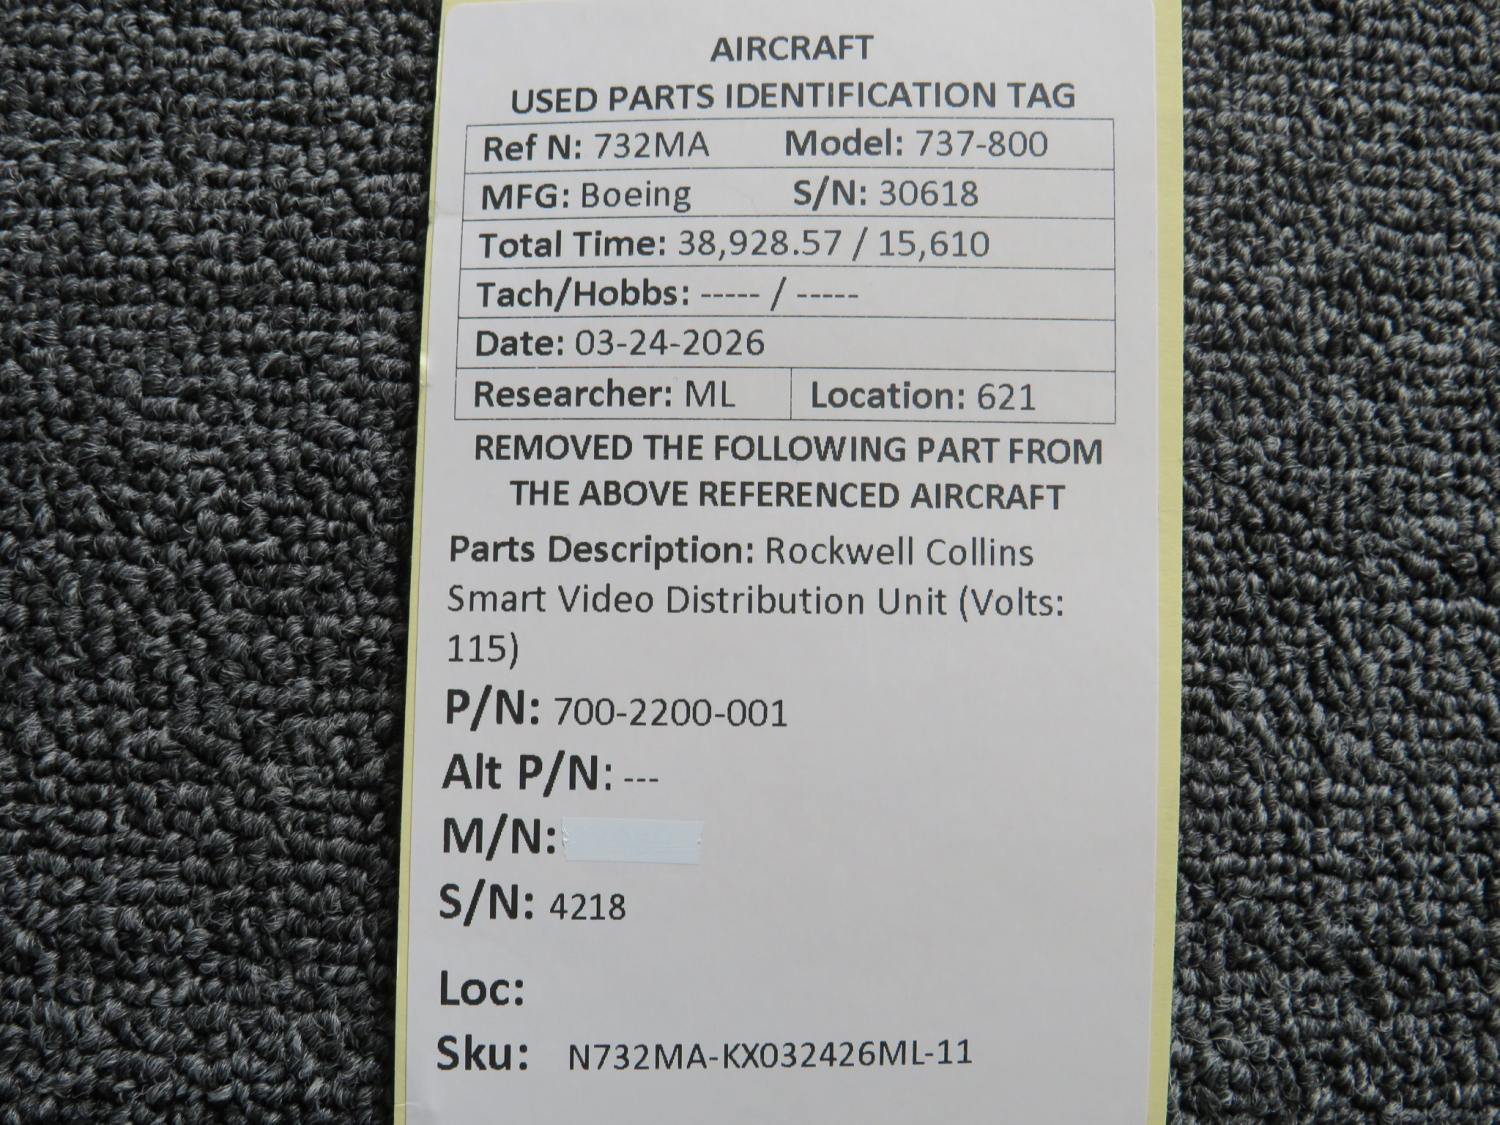 AIRCRAFT
USED PARTS IDENTIFICATION TAG
Ref N: 732MA Model: 737-800
MFG: Boeing S/N: 30618
Total Time: 38,928.57 / 15,610
Tach/Hobbs: ----- / -----
Date: 03-24-2026
Researcher: ML Location: 621
REMOVED THE FOLLOWING PART FROM
THE ABOVE REFERENCED AIRCRAFT
Parts Description: Rockwell Collins
Smart Video Distribution Unit (Volts:
115)
P/N: 700-2200-001
Alt P/N: ---
M/N:
S/N: 4218
Loc:
Sku: N732MA-KX032426ML-11